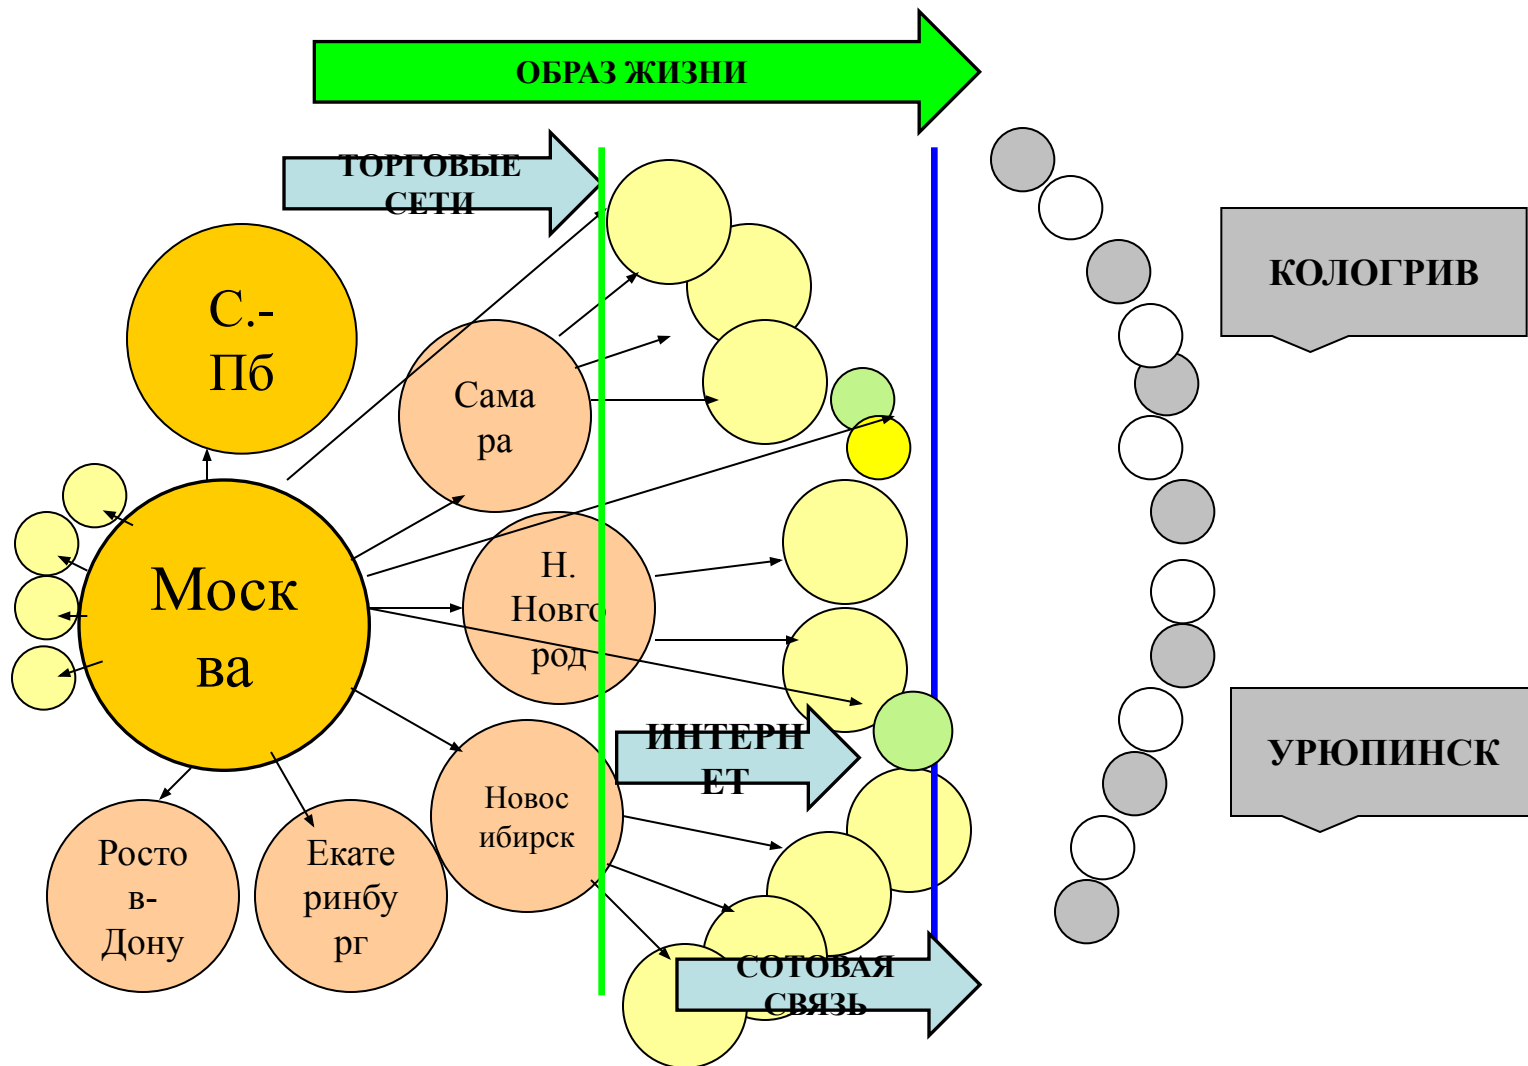 ОБРАЗ ЖИЗНИ
ТОРГОВЫЕ
СЕТИ
С.-
Пб
КОЛОГРИВ
Сама
ра
Моск
ва
Н.
Новго
род
ИНТЕРН
ЕТ
УРЮПИНСК
Новос
ибирск
Росто
в-
Дону
Екате
ринбу
рг
СОТОВАЯ
СВЯЗЬ